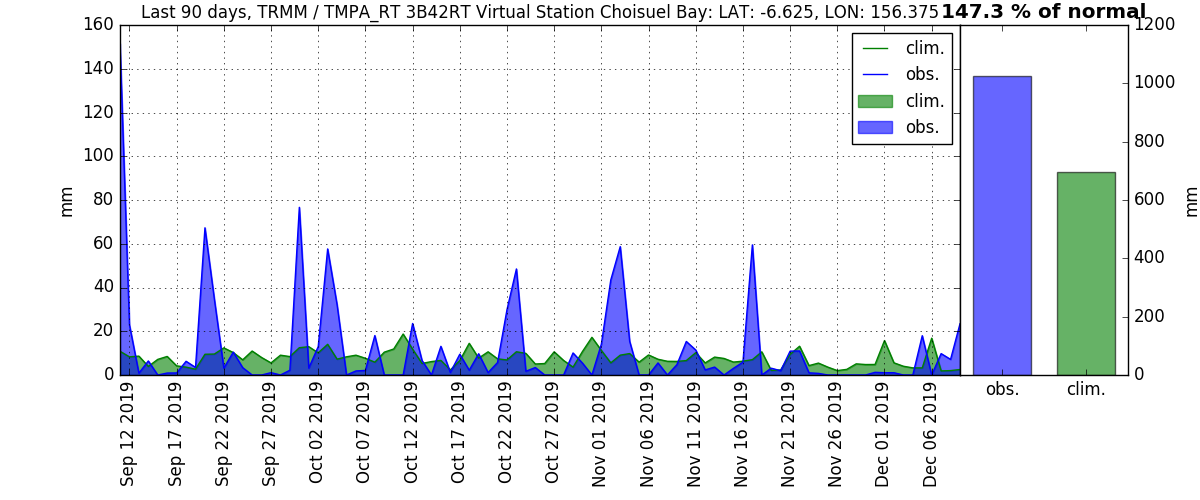 Last 90 days, TRMM / TMPA_RT 3B42RT Virtual Station Choisuel Bay: LAT: -6.625, LON: 156.375
147.3 % of normal
160
140
120
100
80
60
40
20
0
mm
clim.
obs.
clim.
obs.
1200
1000
800
600
400
200
0
mm
Sep 12 2019
Sep 17 2019
Sep 22 2019
Sep 27 2019
Oct 02 2019
Oct 07 2019
Oct 12 2019
Oct 17 2019
Oct 22 2019
Oct 27 2019
Nov 01 2019
Nov 06 2019
Nov 11 2019
Nov 16 2019
Nov 21 2019
Nov 26 2019
Dec 01 2019
Dec 06 2019
obs.
clim.